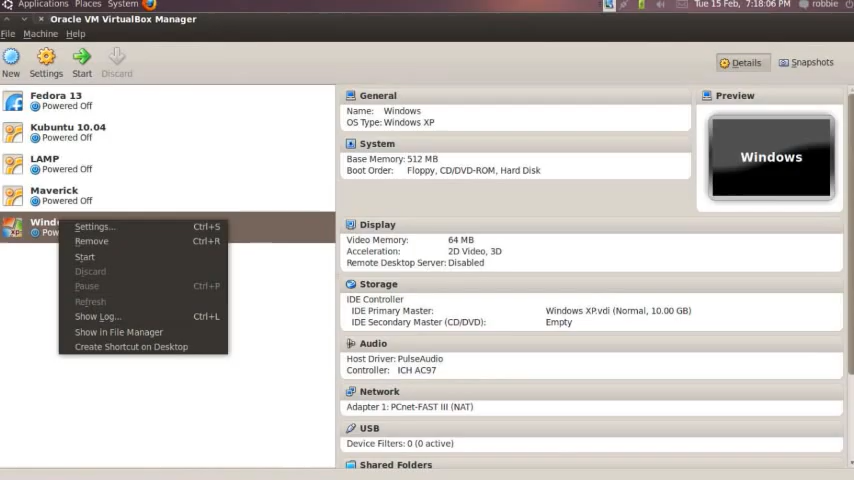 Applications Places System
Tue 15 Feb, 7:18:06 PM robbie
Oracle VM VirtualBox Manager
File Machine Help
New Settings Start Discard
Details Snapshots
Fedora 13
Powered Off
Kubuntu 10.04
Powered Off
LAMP
Powered Off
Maverick
Powered Off
Settings... Ctrl+S
Remove Ctrl+R
Start
Discard
Pause Ctrl+P
Refresh
Show Log... Ctrl+L
Show in File Manager
Create Shortcut on Desktop
General
Name: Windows
OS Type: Windows XP
System
Base Memory: 512 MB
Boot Order: Floppy, CD/DVD-ROM, Hard Disk
Preview
Windows
Display
Video Memory: 64 MB
Acceleration: 2D Video, 3D
Remote Desktop Server: Disabled
Storage
IDE Controller
IDE Primary Master: Windows XP.vdi (Normal, 10.00 GB)
IDE Secondary Master (CD/DVD): Empty
Audio
Host Driver: PulseAudio
Controller: ICH AC97
Network
Adapter 1: PCnet-FAST III (NAT)
USB
Device Filters: 0 (0 active)
Shared Folders